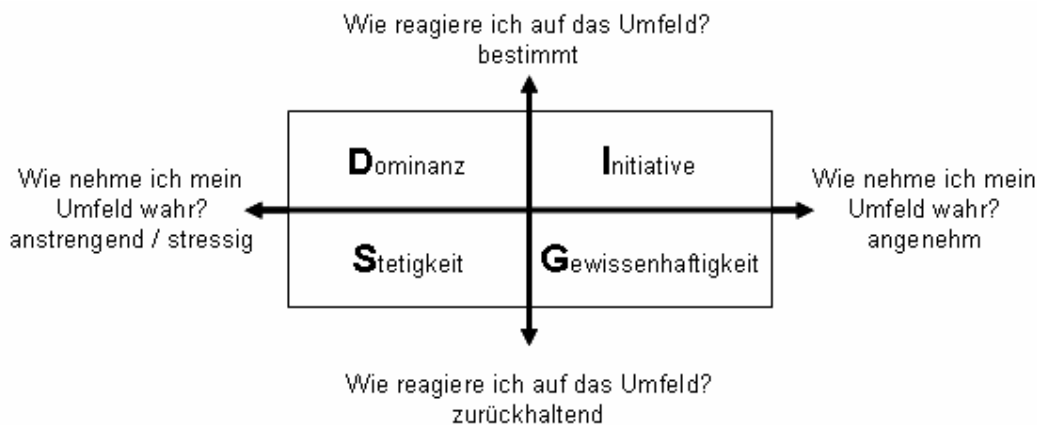 Wie reagiere ich auf das Umfeld?
bestimmt
Dominanz
Initiative
Wie nehme ich mein
Umfeld wahr?
anstrengend / stressig
Wie nehme ich mein
Umfeld wahr?
angenehm
Stetigkeit
Gewissenhaftigkeit
Wie reagiere ich auf das Umfeld?
zurückhaltend